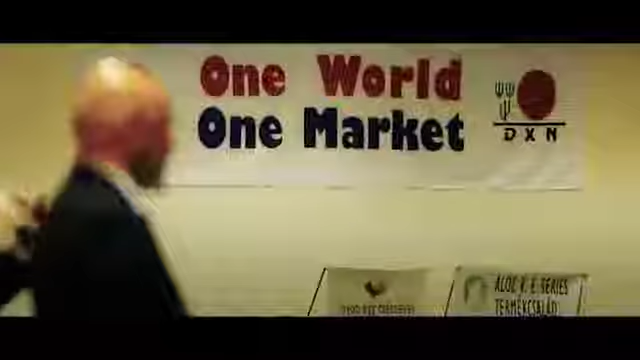 One World
One Market
DXN
ALOE V. E SERIES
TERMÉKCSALÁD